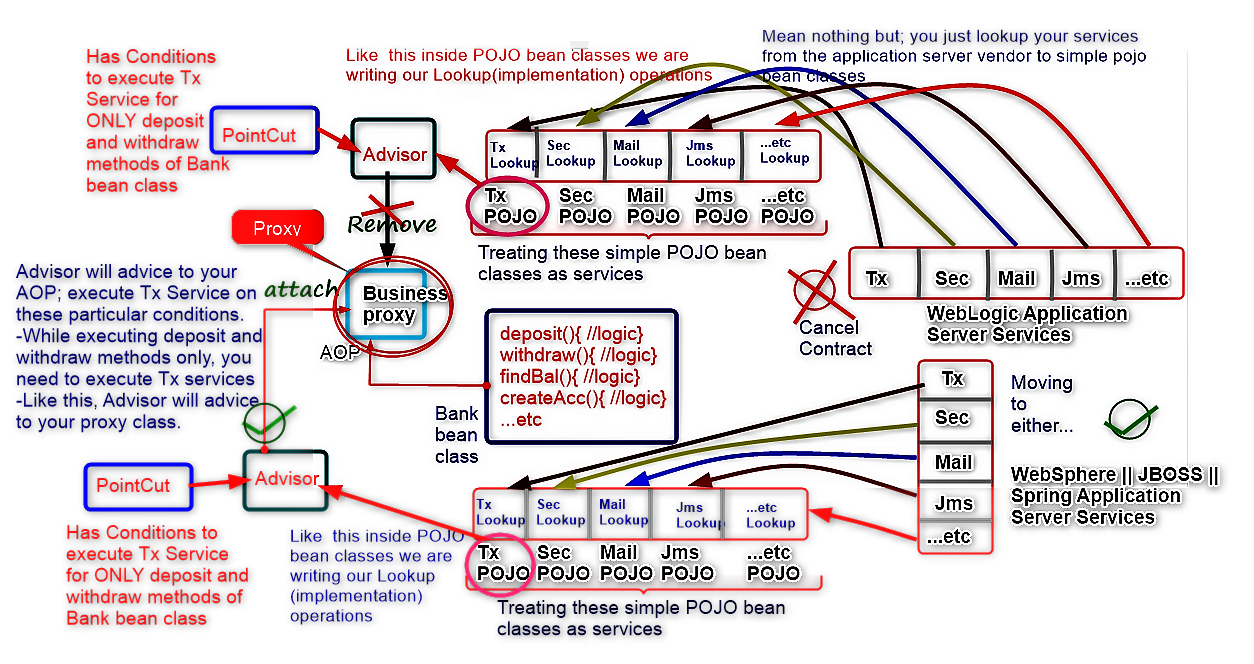 Has Conditions
to execute Tx
Service for
ONLY deposit
and withdraw
methods of Bank
bean class
PointCut
Advisor
Like this inside POJO bean classes we are
writing our Lookup(implementation) operations
Mean nothing but; you just lookup your services
from the application server vendor to simple pojo
bean classes
Tx
Lookup
Sec
Lookup
Mail
Lookup
Jms
Lookup
...etc
Lookup
Tx
POJO
Sec
POJO
Mail
POJO
Jms
POJO
...etc
POJO
Treating these simple POJO bean
classes as services
Remove
Proxy
attach
Business
proxy
AOP
Advisor will advice to your
AOP; execute Tx Service on
these particular conditions.
-While executing deposit and
withdraw methods only, you
need to execute Tx services
-Like this, Advisor will advice
to your proxy class.
Tx
Sec
Mail
Jms
...etc
WebLogic Application
Server Services
Cancel
Contract
deposit(){ //logic}
withdraw(){ //logic}
findBal(){ //logic}
createAcc(){ //logic}
...etc
Bank
bean
class
Tx
Sec
Mail
Jms
...etc
Moving
to
either...
WebSphere || JBOSS ||
Spring Application
Server Services
PointCut
Advisor
Has Conditions to
execute Tx Service
for ONLY deposit and
withdraw methods of
Bank bean class
Like this inside POJO
bean classes we are
writing our Lookup
(implementation)
operations
Tx
Lookup
Sec
Lookup
Mail
Lookup
Jms
Lookup
...etc
Lookup
Tx
POJO
Sec
POJO
Mail
POJO
Jms
POJO
...etc
POJO
Treating these simple POJO bean
classes as services